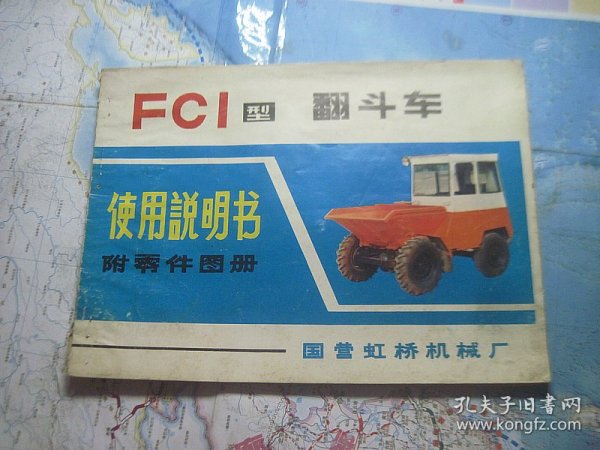 FC1型 翻斗车
使用説明书
附零件图册
国营虹桥机械厂
孔夫子旧书网
www.kongfz.com